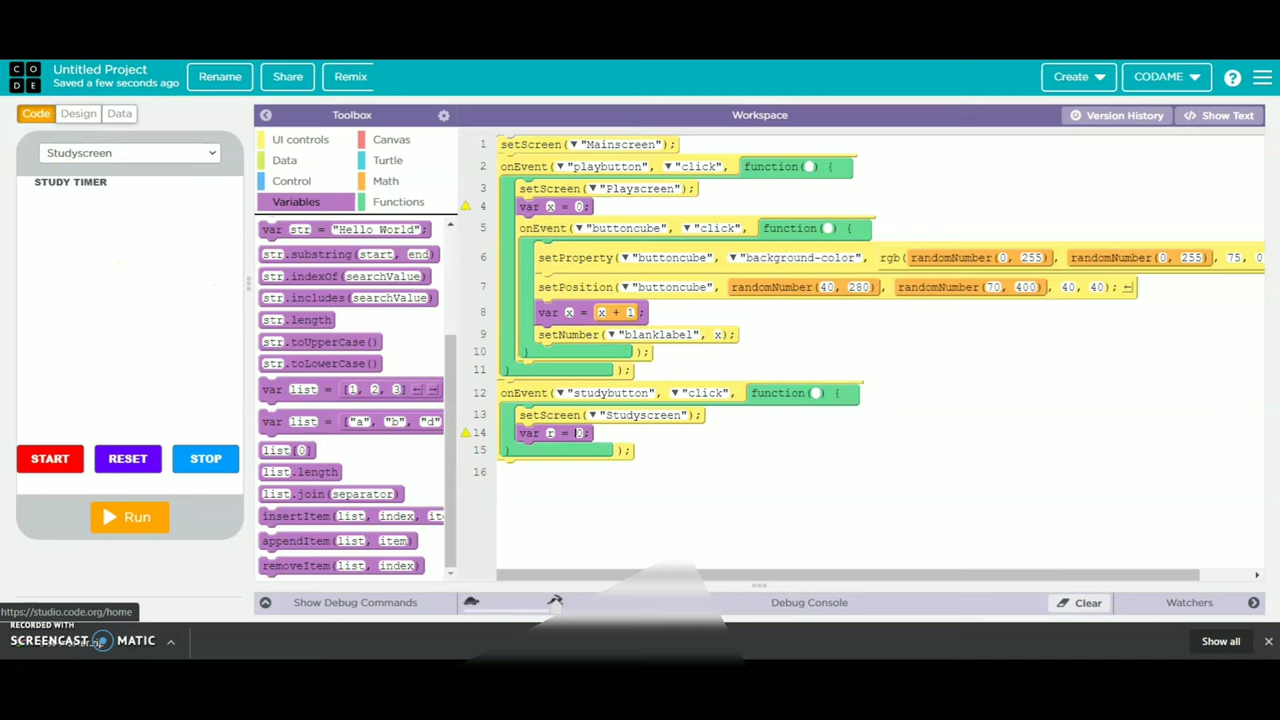 C O
D E
Untitled Project
Saved a few seconds ago
Rename
Share
Remix
Create
CODAME
?
Code
Design
Data
Toolbox
Workspace
Version History
</> Show Text
Studyscreen
STUDY TIMER
START
RESET
STOP
Run
UI controls
Canvas
Data
Turtle
Control
Math
Variables
Functions
var str = "Hello World";
str.substring(start, end)
str.indexOf(searchValue)
str.includes(searchValue)
str.length
str.toUpperCase()
str.toLowerCase()
var list = [1, 2, 3]
var list = ["a", "b", "d"
list[0]
list.length
list.join(separator)
insertItem(list, index, ite
appendItem(list, item)
removeItem(list, index)
1 setScreen("Mainscreen");
2 onEvent("playbutton", "click", function() {
3 setScreen("Playscreen");
4 var x = 0;
5 onEvent("buttoncube", "click", function() {
6 setProperty("buttoncube", "background-color", rgb(randomNumber(0, 255), randomNumber(0, 255), 75, 0
7 setPosition("buttoncube", randomNumber(40, 280), randomNumber(70, 400), 40, 40);
8 var x = x + 1;
9 setNumber("blanklabel", x);
10 } );
11 } );
12 onEvent("studybutton", "click", function() {
13 setScreen("Studyscreen");
14 var r = 0;
15 } );
16
Show Debug Commands
Debug Console
Clear
Watchers
https://studio.code.org/home
RECORDED WITH
SCREENCAST MATIC
Show all